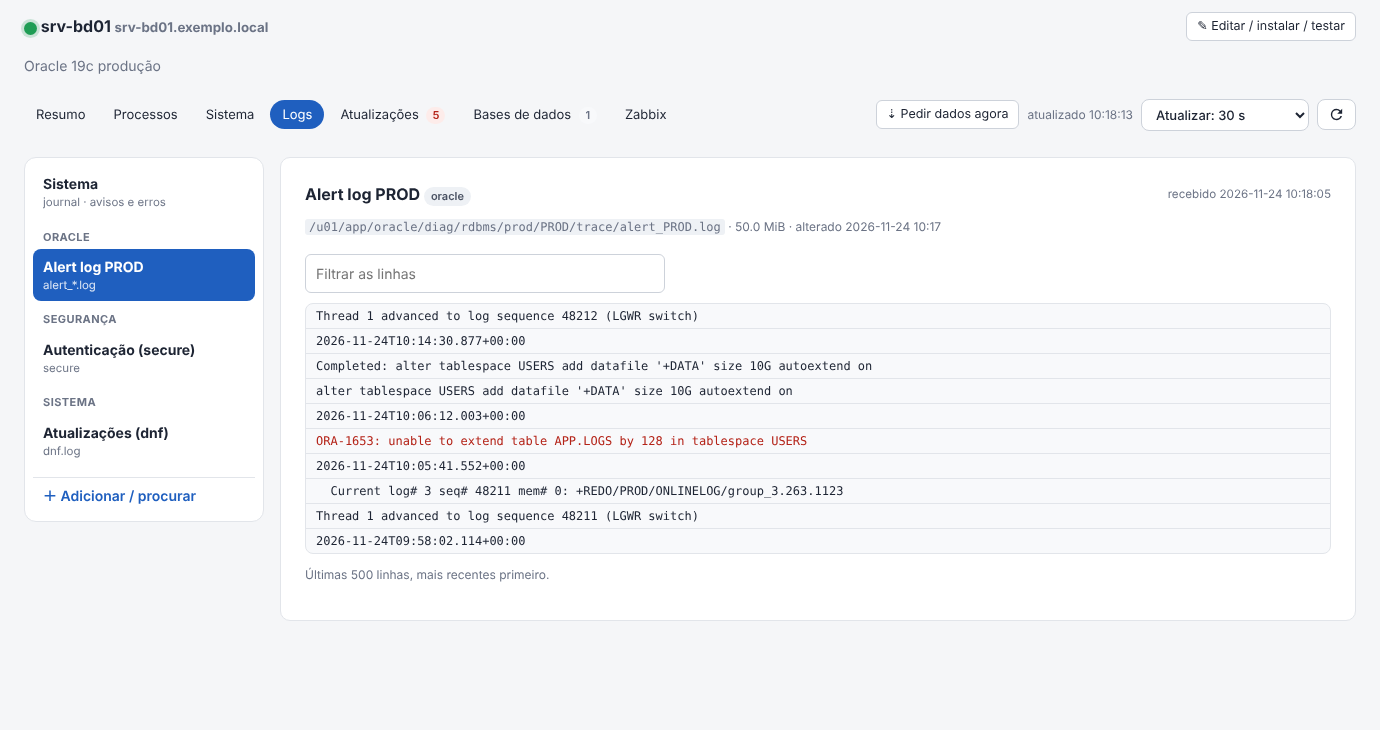 srv-bd01 srv-bd01.exemplo.local
✎ Editar / instalar / testar
Oracle 19c produção
Resumo Processos Sistema Logs Atualizações 5 Bases de dados 1 Zabbix
↓ Pedir dados agora atualizado 10:18:13 Atualizar: 30 s
Sistema
journal · avisos e erros
ORACLE
Alert log PROD
alert_*.log
SEGURANÇA
Autenticação (secure)
secure
SISTEMA
Atualizações (dnf)
dnf.log
+ Adicionar / procurar
Alert log PROD oracle
recebido 2026-11-24 10:18:05
/u01/app/oracle/diag/rdbms/prod/PROD/trace/alert_PROD.log · 50.0 MiB · alterado 2026-11-24 10:17
Filtrar as linhas
Thread 1 advanced to log sequence 48212 (LGWR switch)
2026-11-24T10:14:30.877+00:00
Completed: alter tablespace USERS add datafile '+DATA' size 10G autoextend on
alter tablespace USERS add datafile '+DATA' size 10G autoextend on
2026-11-24T10:06:12.003+00:00
ORA-1653: unable to extend table APP.LOGS by 128 in tablespace USERS
2026-11-24T10:05:41.552+00:00
Current log# 3 seq# 48211 mem# 0: +REDO/PROD/ONLINELOG/group_3.263.1123
Thread 1 advanced to log sequence 48211 (LGWR switch)
2026-11-24T09:58:02.114+00:00
Últimas 500 linhas, mais recentes primeiro.